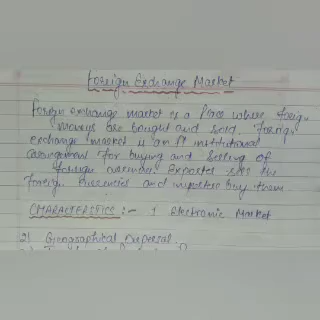 Foreign Exchange Market
Foreign exchange market is a place where foreign
moneys are bought and sold. Foreign
exchange market is an institutional
arrangement for buying and selling of
foreign currencies. Exporter sells the
foreign currencies and importers buy them.
CHARACTERISTICS :- 1 Electronic Market
2) Geographical Dispersal.